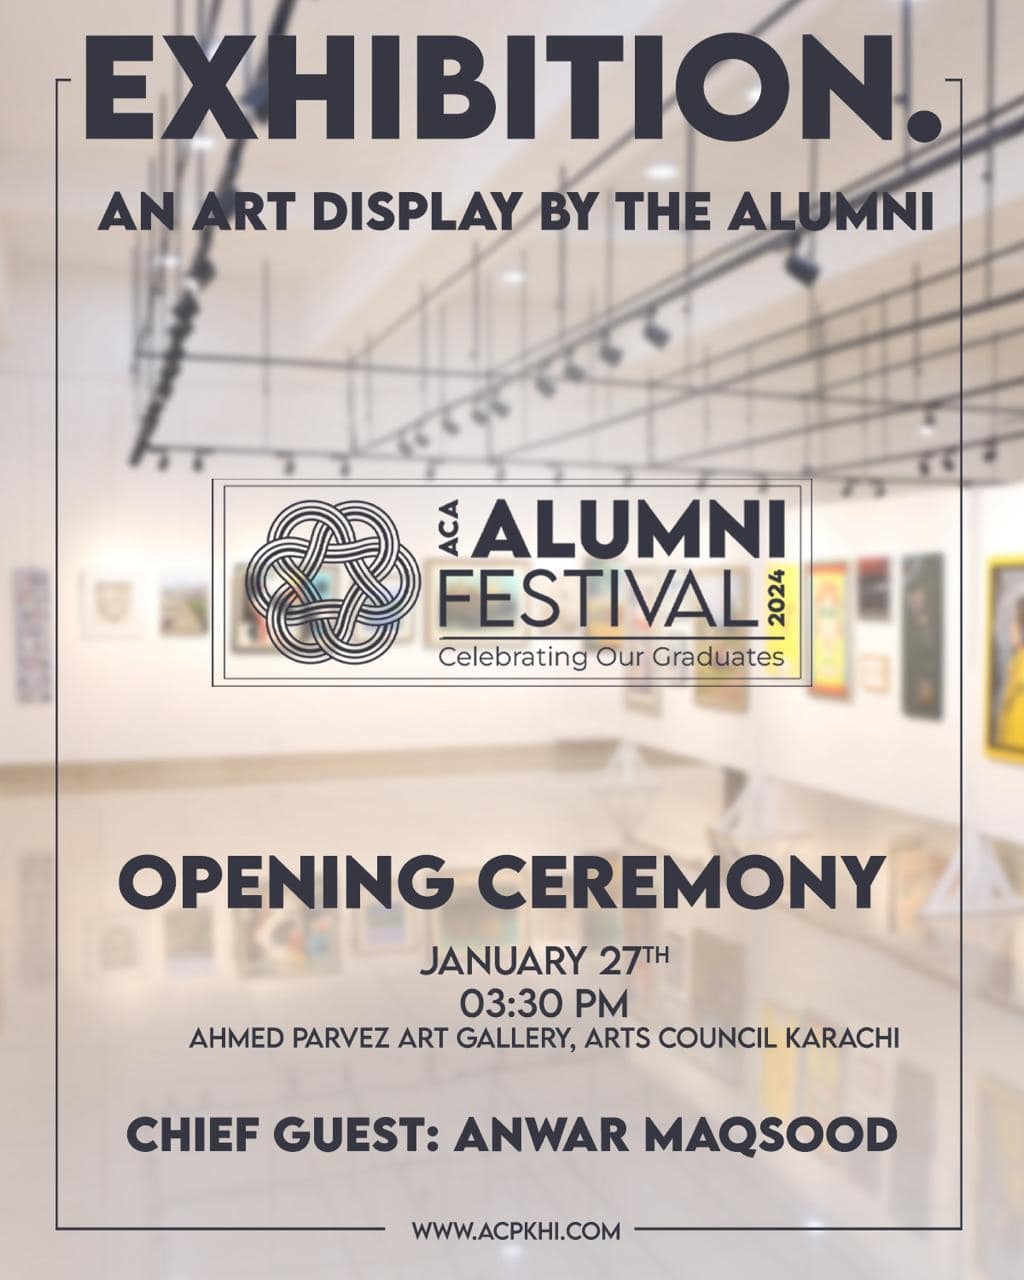 EXHIBITION.
AN ART DISPLAY BY THE ALUMNI
ACA ALUMNI
FESTIVAL 2024
Celebrating Our Graduates
OPENING CEREMONY
JANUARY 27TH
03:30 PM
AHMED PARVEZ ART GALLERY, ARTS COUNCIL KARACHI
CHIEF GUEST: ANWAR MAQSOOD
WWW.ACPKHI.COM